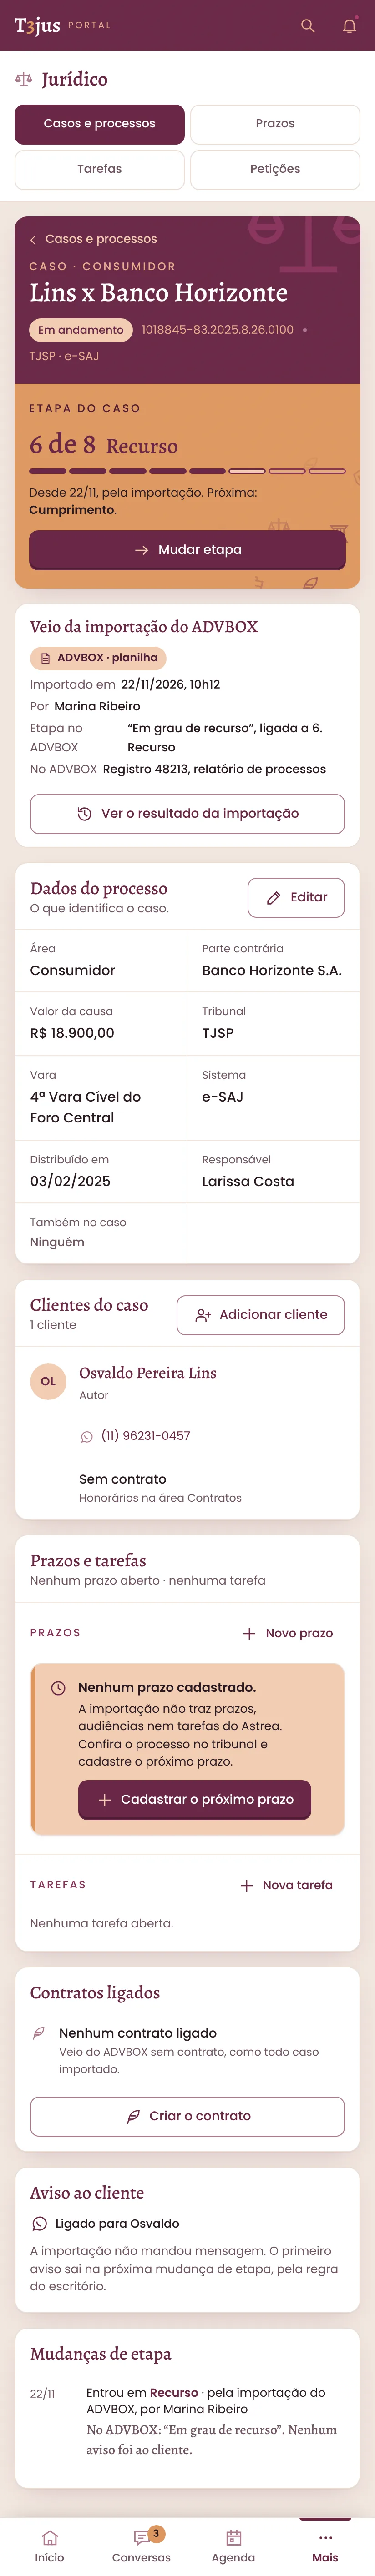 T3jus PORTAL
Jurídico
Casos e processos
Prazos
Tarefas
Petições
Casos e processos
CASO · CONSUMIDOR
Lins x Banco Horizonte
Em andamento 1018845-83.2025.8.26.0100 •
TJSP · e-SAJ
ETAPA DO CASO
6 de 8 Recurso
Desde 22/11, pela importação. Próxima:
Cumprimento.
Mudar etapa
Veio da importação do ADVBOX
ADVBOX · planilha
Importado em 22/11/2026, 10h12
Por Marina Ribeiro
Etapa no ADVBOX
“Em grau de recurso”, ligada a 6. Recurso
No ADVBOX Registro 48213, relatório de processos
Ver o resultado da importação
Dados do processo
O que identifica o caso.
Editar
Área
Consumidor
Parte contrária
Banco Horizonte S.A.
Valor da causa
R$ 18.900,00
Tribunal
TJSP
Vara
4ª Vara Cível do
Foro Central
Sistema
e-SAJ
Distribuído em
03/02/2025
Responsável
Larissa Costa
Também no caso
Ninguém
Clientes do caso
1 cliente
Adicionar cliente
OL
Osvaldo Pereira Lins
Autor
(11) 96231-0457
Sem contrato
Honorários na área Contratos
Prazos e tarefas
Nenhum prazo aberto · nenhuma tarefa
PRAZOS
Novo prazo
Nenhum prazo cadastrado.
A importação não traz prazos,
audiências nem tarefas do Astrea.
Confira o processo no tribunal e
cadastre o próximo prazo.
Cadastrar o próximo prazo
TAREFAS
Nova tarefa
Nenhuma tarefa aberta.
Contratos ligados
Nenhum contrato ligado
Veio do ADVBOX sem contrato, como todo caso
importado.
Criar o contrato
Aviso ao cliente
Ligado para Osvaldo
A importação não mandou mensagem. O primeiro
aviso sai na próxima mudança de etapa, pela regra
do escritório.
Mudanças de etapa
22/11
Entrou em Recurso · pela importação do
ADVBOX, por Marina Ribeiro
No ADVBOX: “Em grau de recurso”. Nenhum
aviso foi ao cliente.
Início
Conversas
3
Agenda
Mais